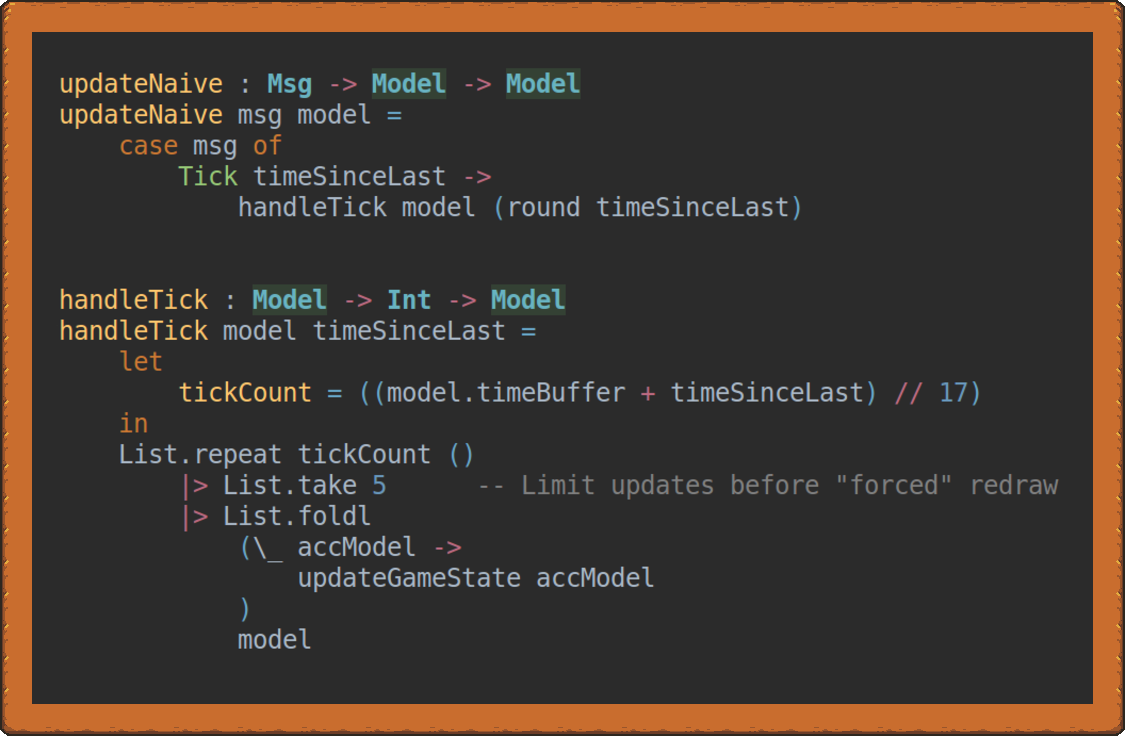 updateNaive : Msg -> Model -> Model
updateNaive msg model =
    case msg of
        Tick timeSinceLast ->
            handleTick model (round timeSinceLast)
handleTick : Model -> Int -> Model
handleTick model timeSinceLast =
    let
        tickCount = ((model.timeBuffer + timeSinceLast) // 17)
    in
    List.repeat tickCount ()
        |> List.take 5      -- Limit updates before "forced" redraw
        |> List.foldl
            (\_ accModel ->
                updateGameState accModel
            )
            model